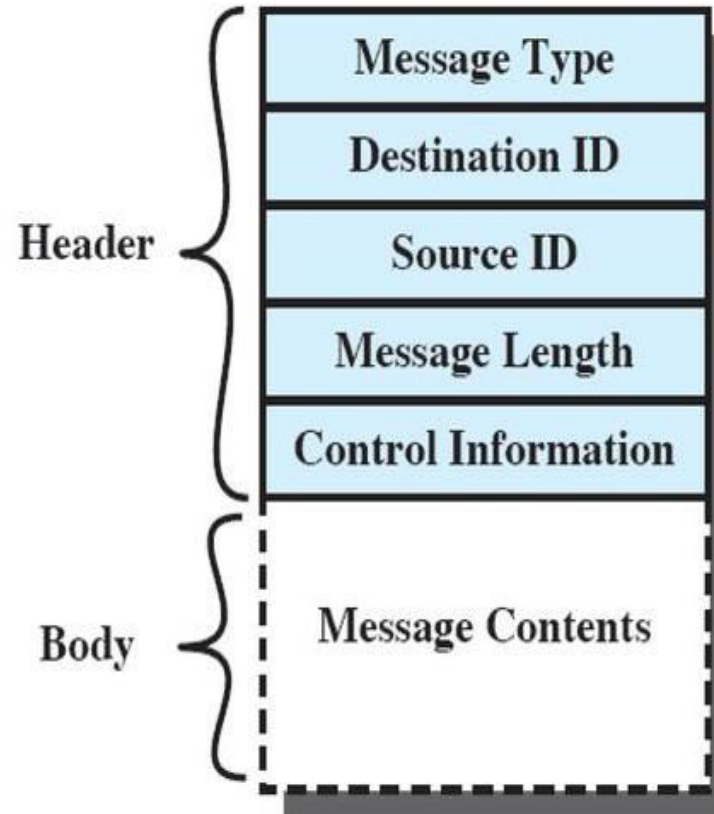 Message Type
Destination ID
Header
Source ID
Message Length
Control Information
Body
Message Contents